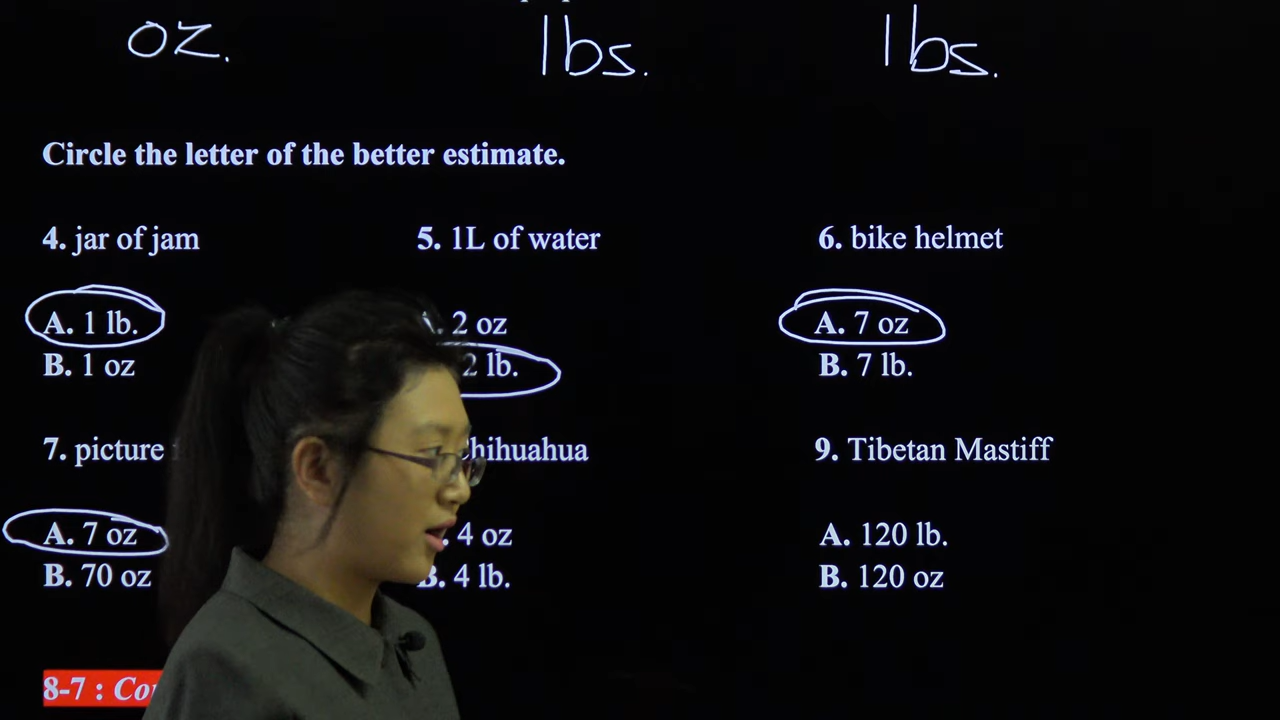 oz. lbs. lbs.
Circle the letter of the better estimate.
4. jar of jam 5. 1L of water 6. bike helmet
A. 1 lb. 2 oz A. 7 oz
B. 1 oz 2 lb. B. 7 lb.
7. picture 9. Tibetan Mastiff
A. 7 oz 4 oz A. 120 lb.
B. 70 oz B. 4 lb. B. 120 oz
8-7 :